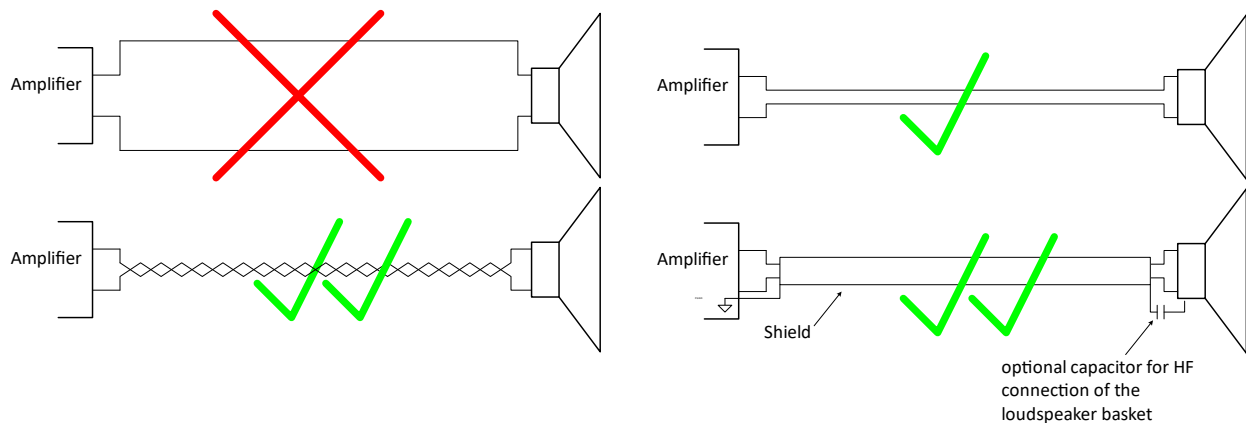 Amplifier
Amplifier
Amplifier
Amplifier
Shield
optional capacitor for HF
connection of the
loudspeaker basket